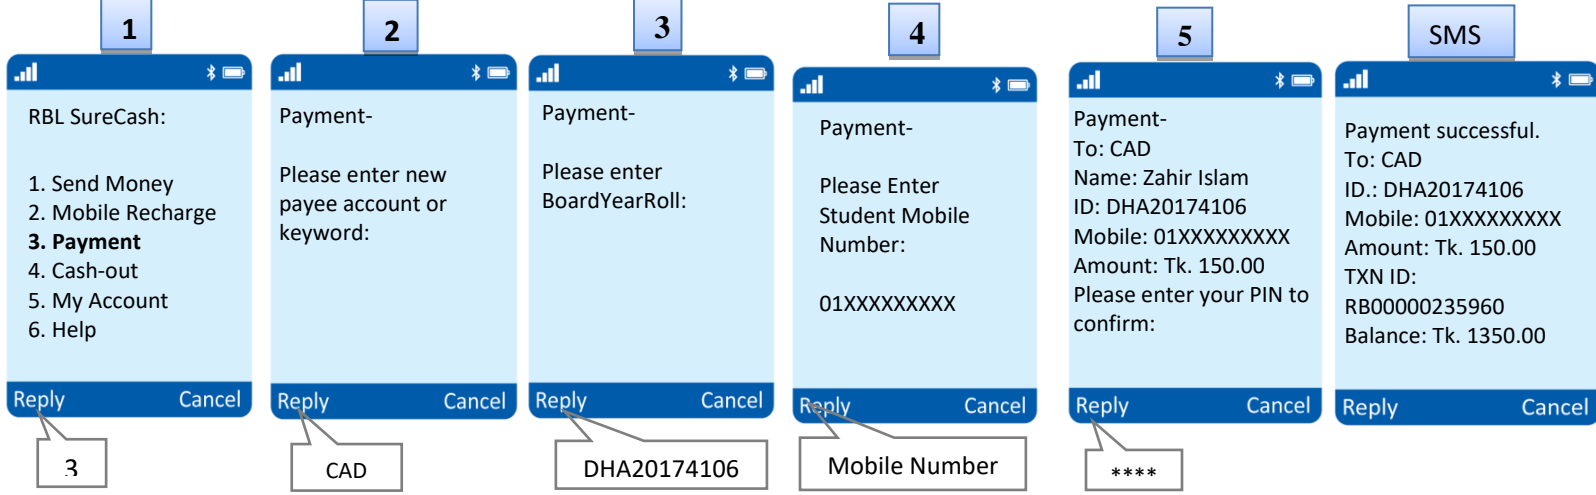 1
RBL SureCash:
1. Send Money
2. Mobile Recharge
3. Payment
4. Cash-out
5. My Account
6. Help
Reply Cancel
3
2
Payment-
Please enter new
payee account or
keyword:
Reply Cancel
CAD
3
Payment-
Please enter
BoardYearRoll:
Reply Cancel
DHA20174106
4
Payment-
Please Enter
Student Mobile
Number:
01XXXXXXXXX
Reply Cancel
Mobile Number
5
Payment-
To: CAD
Name: Zahir Islam
ID: DHA20174106
Mobile: 01XXXXXXXXX
Amount: Tk. 150.00
Please enter your PIN to
confirm:
Reply Cancel
****
SMS
Payment successful.
To: CAD
ID.: DHA20174106
Mobile: 01XXXXXXXXX
Amount: Tk. 150.00
TXN ID:
RB00000235960
Balance: Tk. 1350.00
Reply Cancel